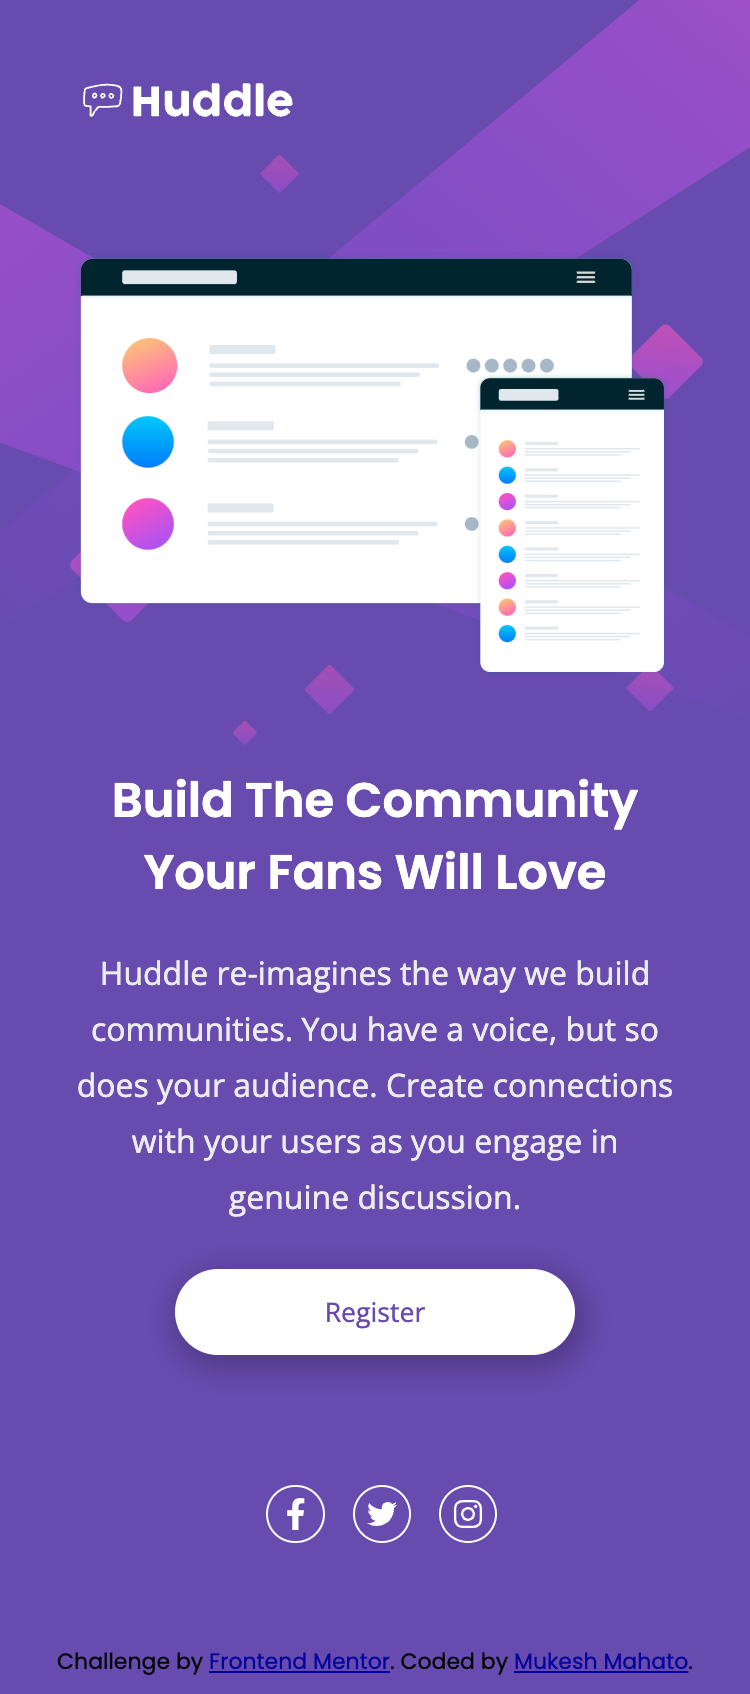 Huddle
Build The Community
Your Fans Will Love
Huddle re-imagines the way we build
communities. You have a voice, but so
does your audience. Create connections
with your users as you engage in
genuine discussion.
Register
Challenge by Frontend Mentor. Coded by Mukesh Mahato.